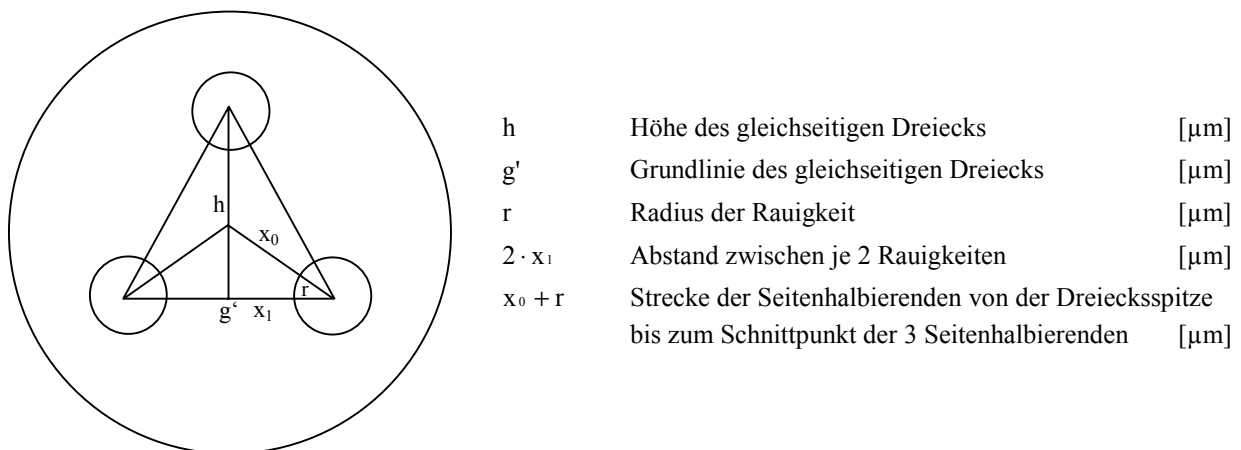 h
x₀
r
g‘ x₁
h Höhe des gleichseitigen Dreiecks [µm]
g' Grundlinie des gleichseitigen Dreiecks [µm]
r Radius der Rauigkeit [µm]
2 · x₁ Abstand zwischen je 2 Rauigkeiten [µm]
x₀ + r Strecke der Seitenhalbierenden von der Dreiecksspitze
bis zum Schnittpunkt der 3 Seitenhalbierenden [µm]